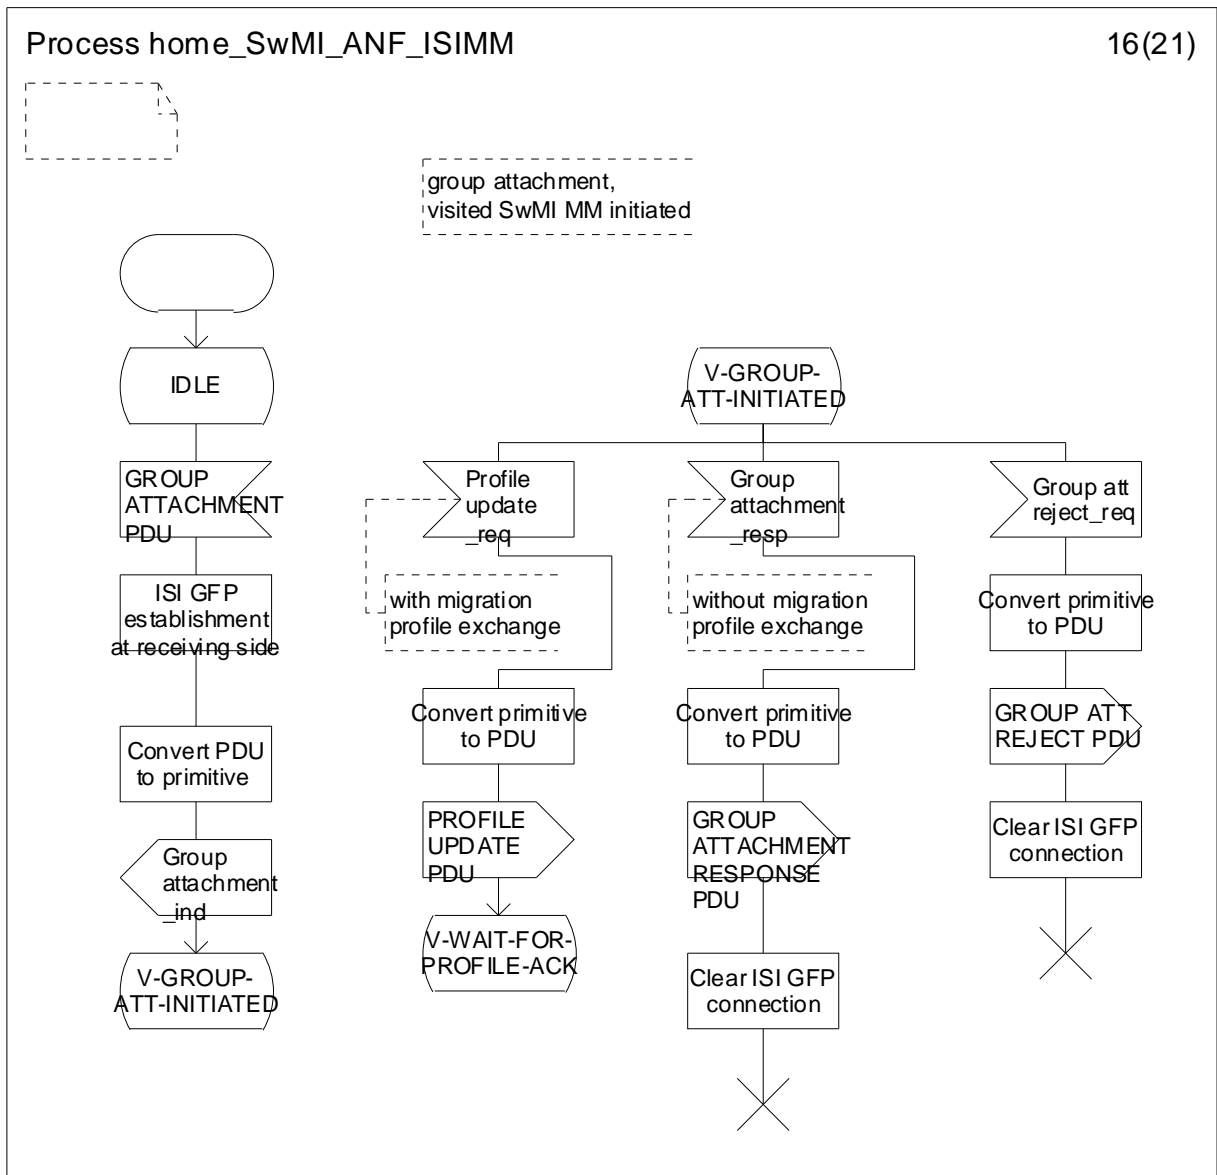 Process home_SwMI_ANF_ISIMM
16(21)
group attachment,
visited SwMI MM initiated
IDLE
GROUP
ATTACHMENT
PDU
ISI GFP
establishment
at receiving side
Convert PDU
to primitive
Group
attachment
_ind
V-GROUP-
ATT-INITIATED
V-GROUP-
ATT-INITIATED
Profile
update
_req
with migration
profile exchange
Convert primitive
to PDU
PROFILE
UPDATE
PDU
V-WAIT-FOR-
PROFILE-ACK
Group
attachment
_resp
without migration
profile exchange
Convert primitive
to PDU
GROUP
ATTACHMENT
RESPONSE
PDU
Clear ISI GFP
connection
Group att
reject_req
Convert primitive
to PDU
GROUP ATT
REJECT PDU
Clear ISI GFP
connection